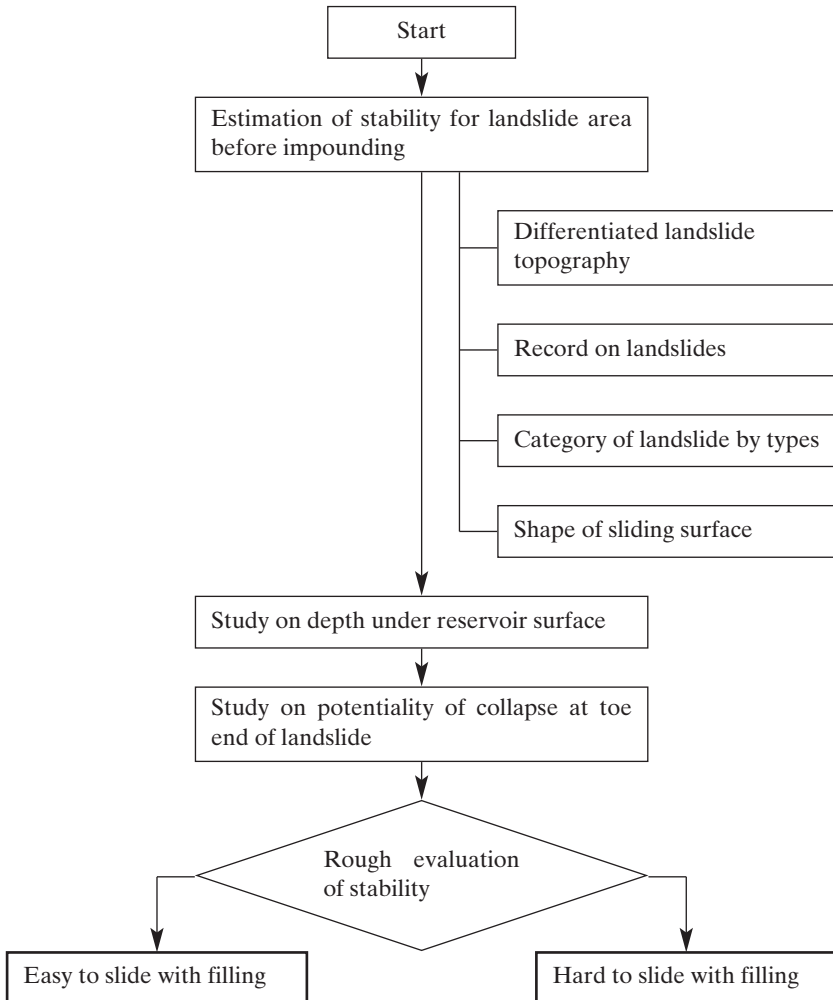 Start
Estimation of stability for landslide area
before impounding
Differentiated landslide
topography
Record on landslides
Category of landslide by types
Shape of sliding surface
Study on depth under reservoir surface
Study on potentiality of collapse at toe
end of landslide
Rough evaluation
of stability
Easy to slide with filling
Hard to slide with filling